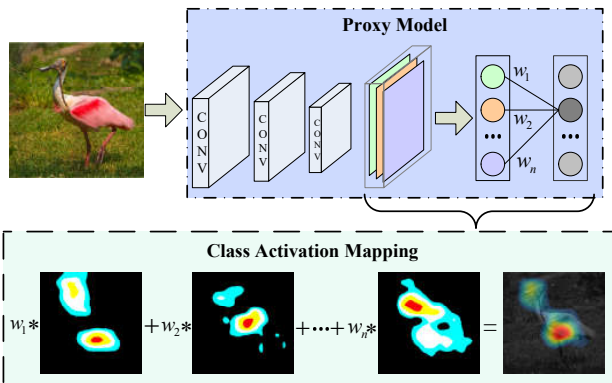 Proxy Model
CONV
CONV
CONV
w1
w2
...
wn
...
Class Activation Mapping
w1* +w2* +...+wn* =